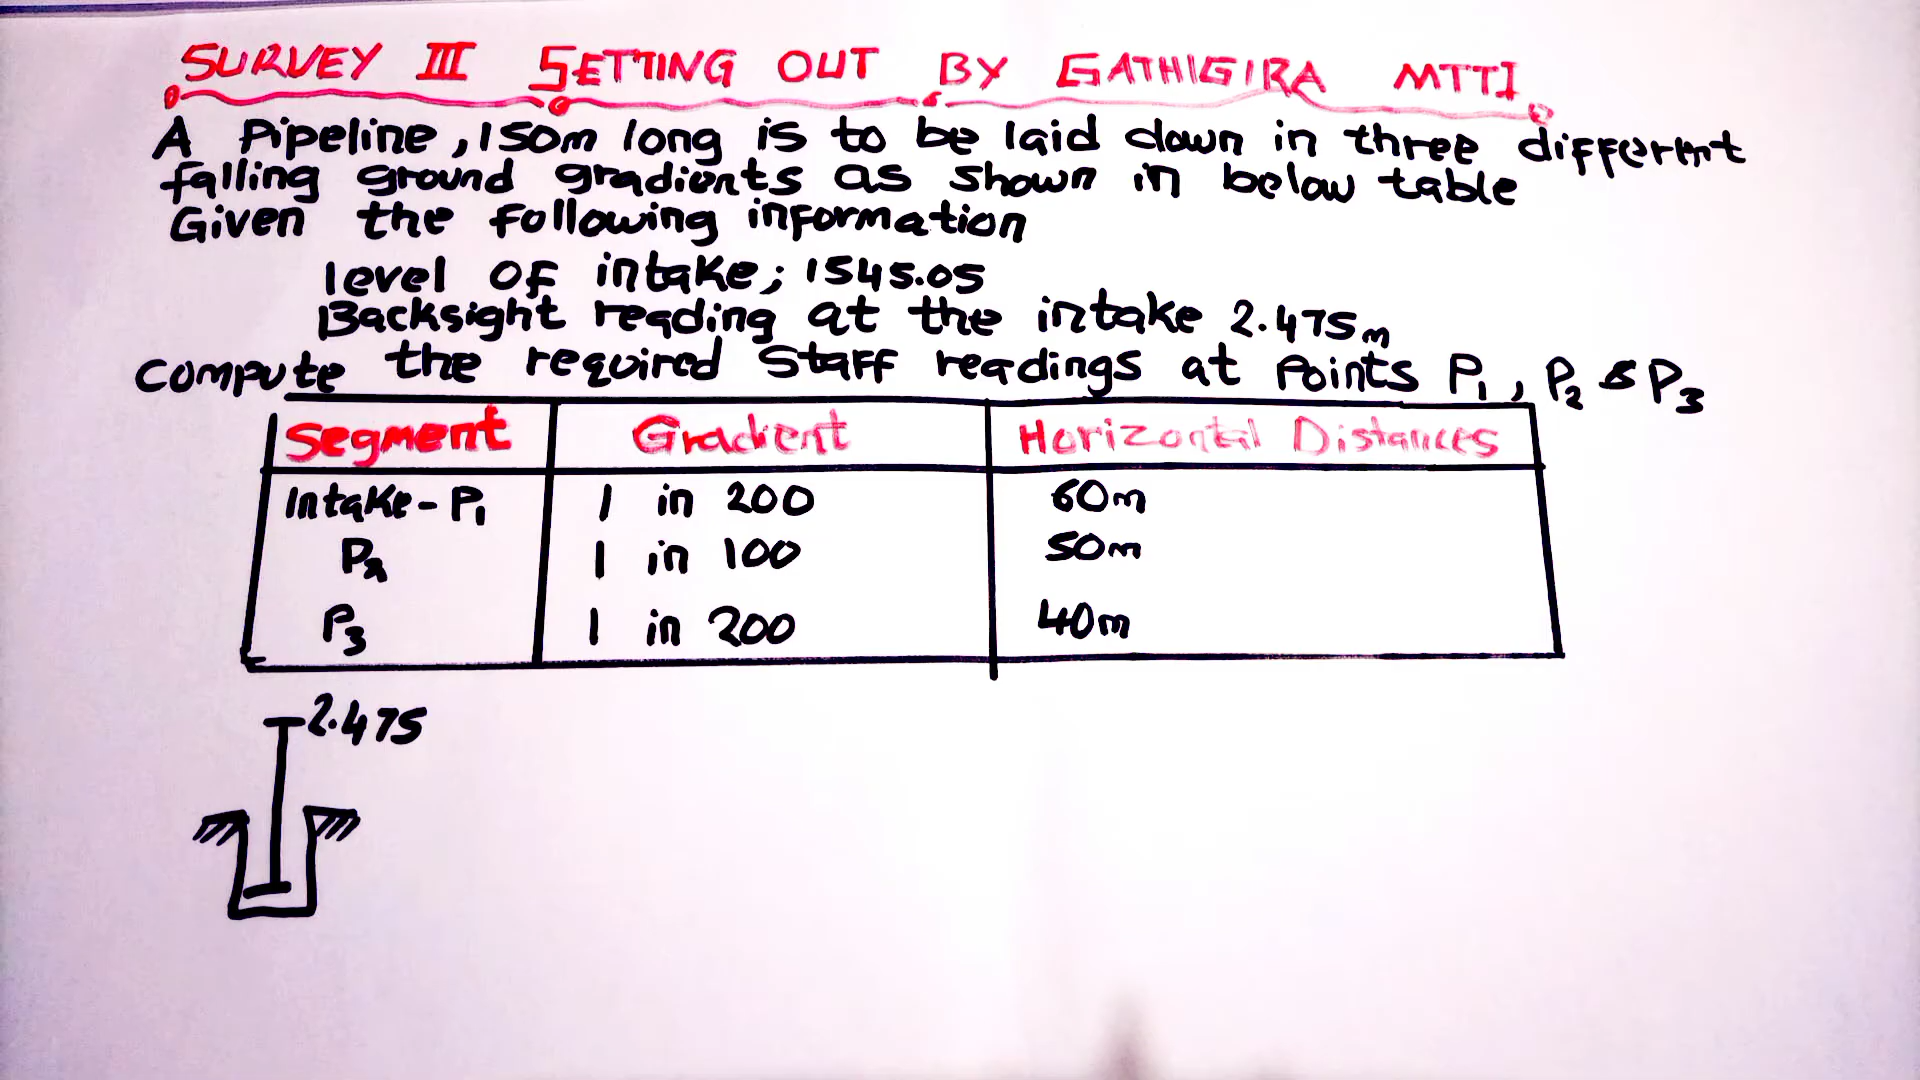 SURVEY III SETTING OUT BY GATHIGIRA MTTI
A Pipeline, 150m long is to be laid down in three different
falling ground gradients as shown in below table
Given the following information
level of intake; 1545.05
Backsight reading at the intake 2.475m
Compute the required Staff readings at Points P1, P2 & P3
Segment Gradient Horizontal Distances
Intake-P1 1 in 200 60m
P2 1 in 100 50m
P3 1 in 200 40m
2.475